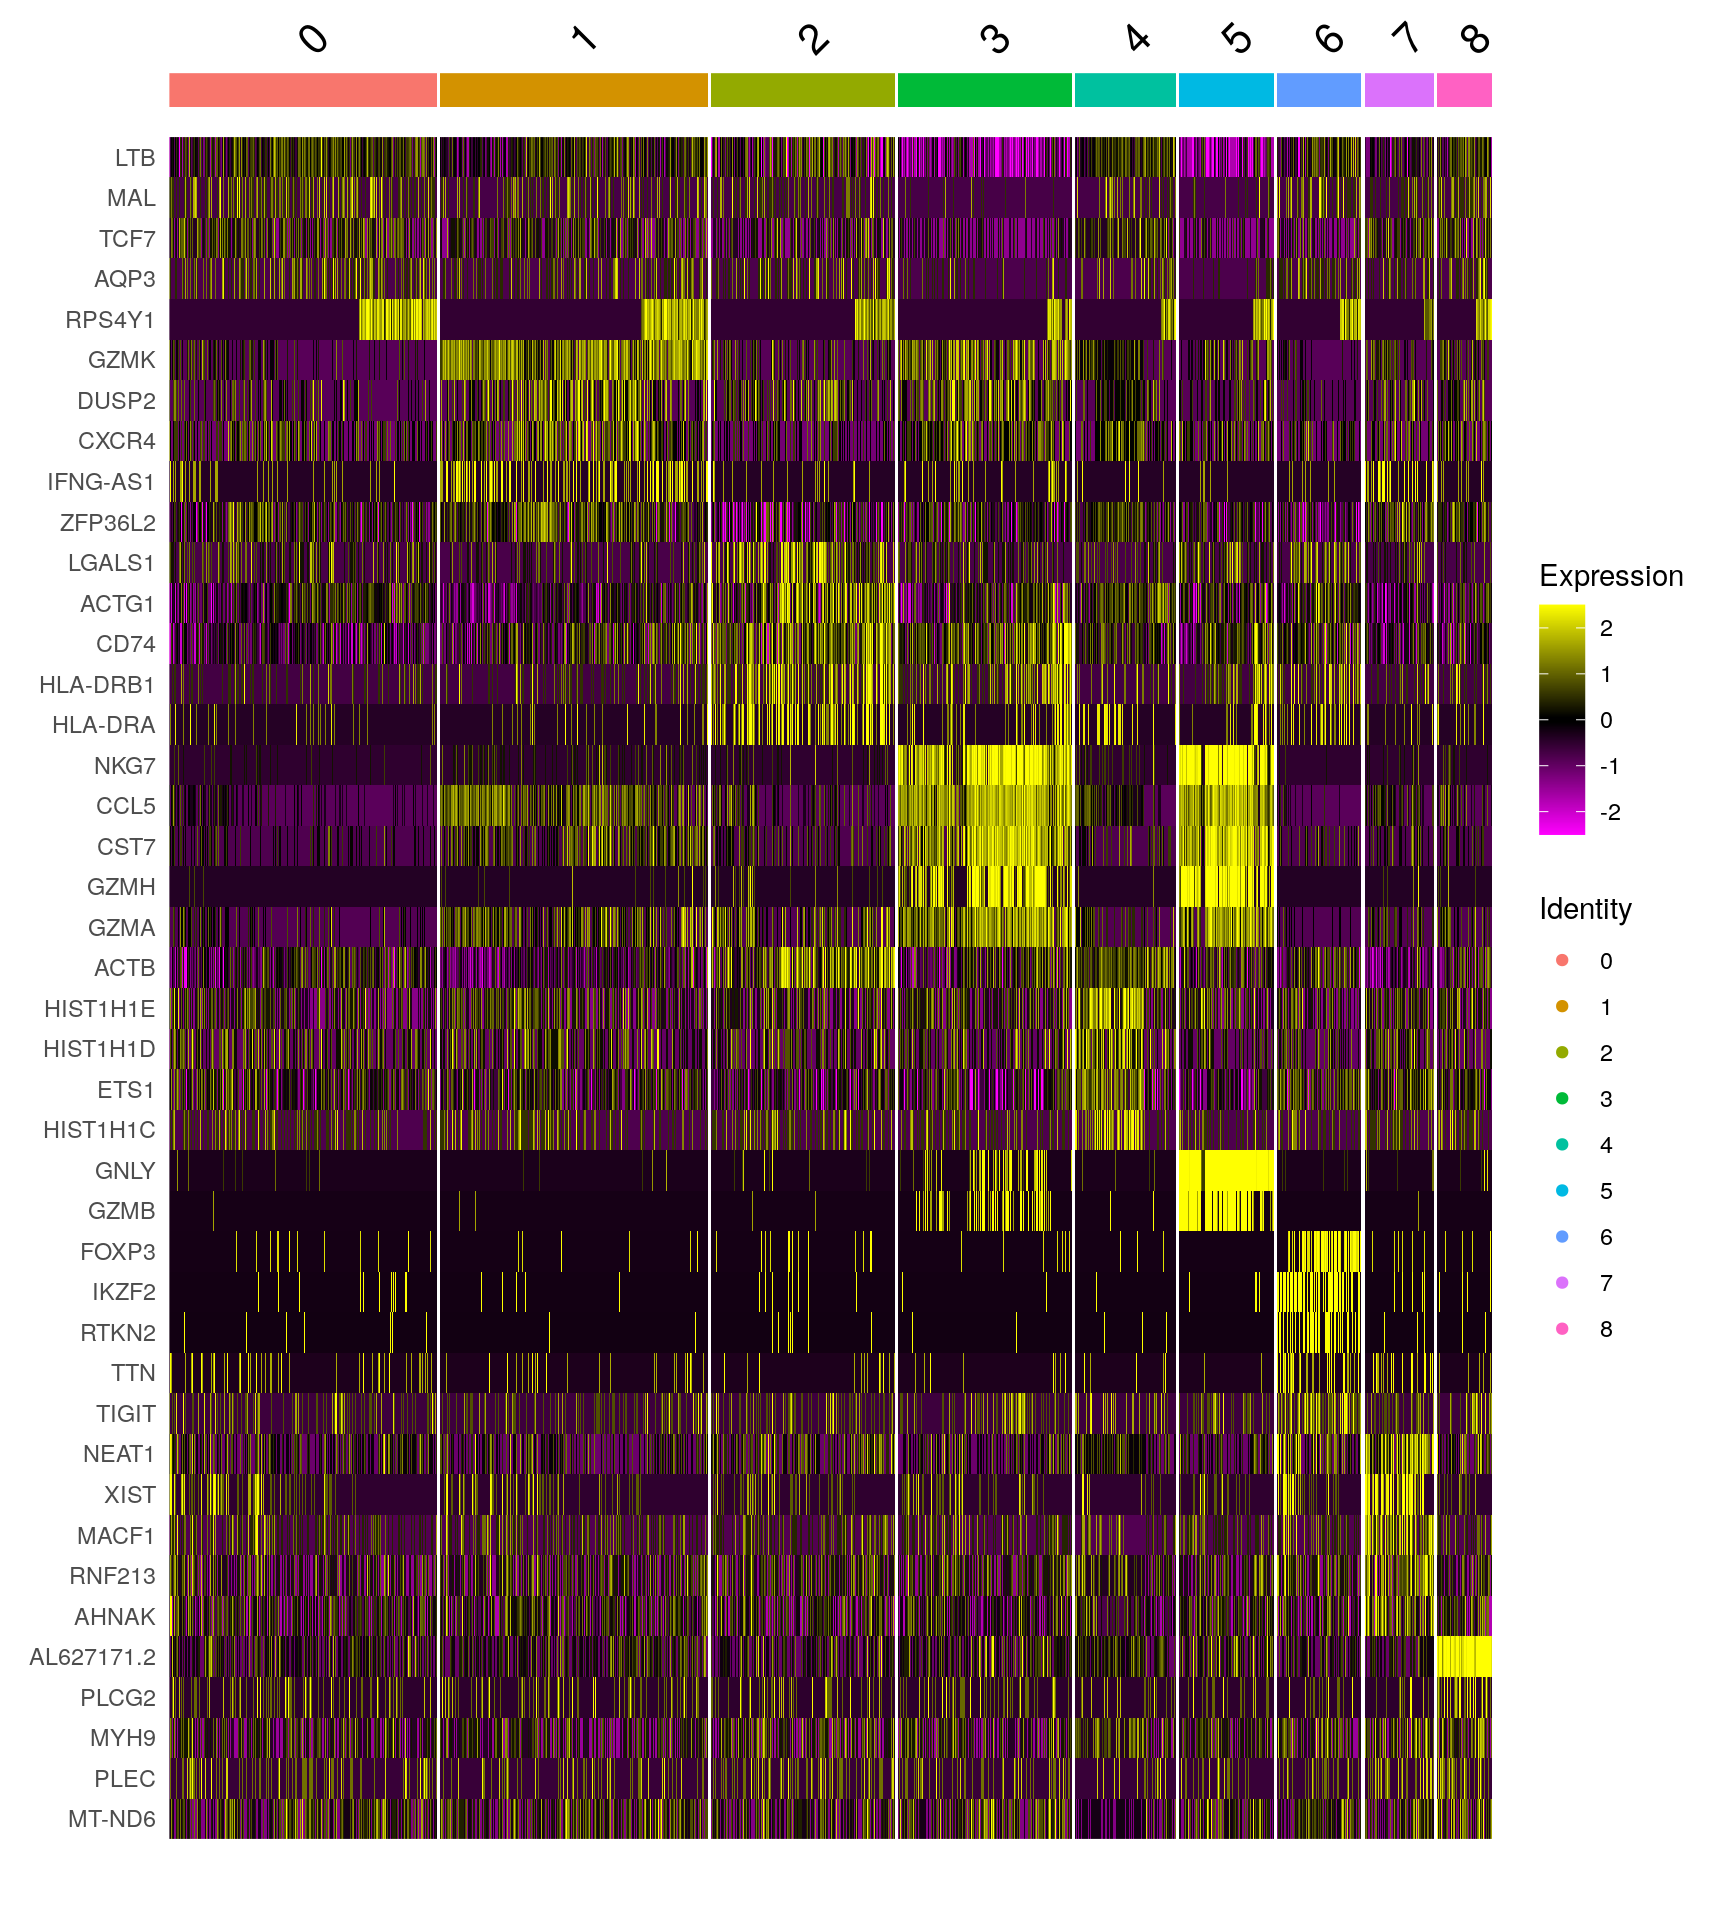 0 1 2 3 4 5 6 7 8
LTB
MAL
TCF7
AQP3
RPS4Y1
GZMK
DUSP2
CXCR4
IFNG-AS1
ZFP36L2
LGALS1
ACTG1
CD74
HLA-DRB1
HLA-DRA
NKG7
CCL5
CST7
GZMH
GZMA
ACTB
HIST1H1E
HIST1H1D
ETS1
HIST1H1C
GNLY
GZMB
FOXP3
IKZF2
RTKN2
TTN
TIGIT
NEAT1
XIST
MACF1
RNF213
AHNAK
AL627171.2
PLCG2
MYH9
PLEC
MT-ND6
Expression
2
1
0
-1
-2
Identity
0
1
2
3
4
5
6
7
8